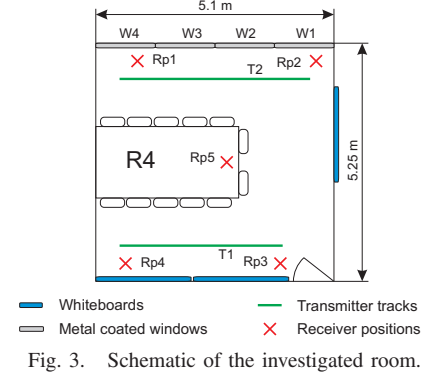 5.1 m
W4 W3 W2 W1
Rp1 Rp2
T2
R4 Rp5
5.25 m
T1
Rp4 Rp3
Whiteboards Transmitter tracks
Metal coated windows Receiver positions
Fig. 3. Schematic of the investigated room.